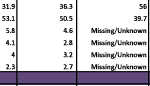 31.9 36.3 56
53.1 50.5 39.7
5.8 4.6 Missing/Unknown
4.1 2.8 Missing/Unknown
4 3.2 Missing/Unknown
2.3 2.7 Missing/Unknown